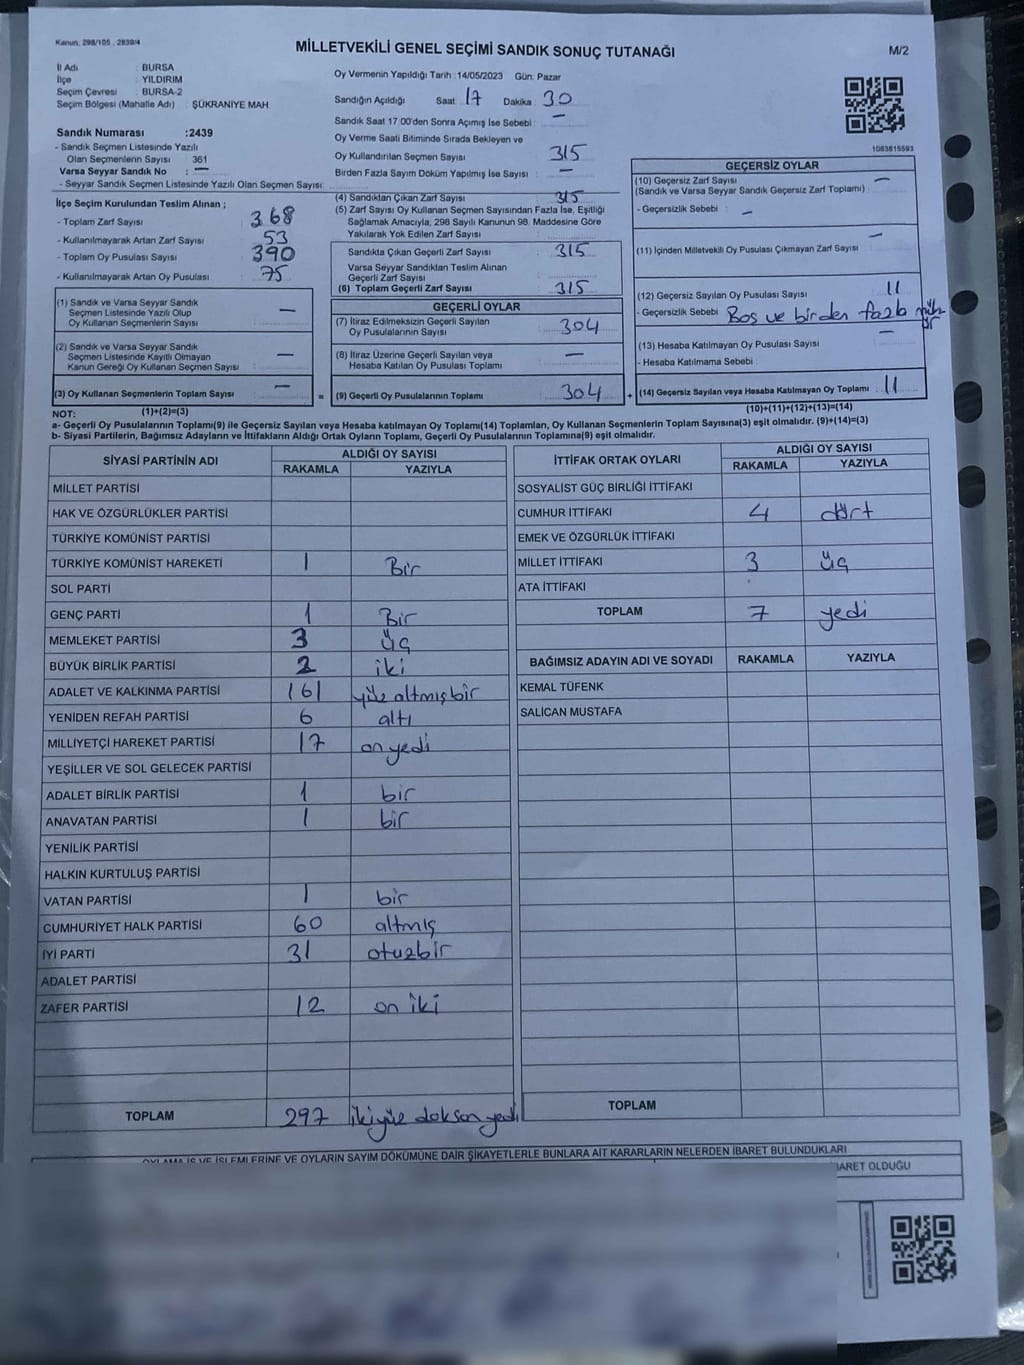 Kanun: 298/105 , 2839/4
MİLLETVEKİLİ GENEL SEÇİMİ SANDIK SONUÇ TUTANAĞI
M/2
İl Adı : BURSA
İlçe : YILDIRIM
Seçim Çevresi : BURSA-2
Seçim Bölgesi (Mahalle Adı) : ŞÜKRANİYE MAH
Sandık Numarası :2439
- Sandık Seçmen Listesinde Yazılı
Olan Seçmenlerin Sayısı 361
Varsa Seyyar Sandık No : —
- Seyyar Sandık Seçmen Listesinde Yazılı Olan Seçmen Sayısı:
İlçe Seçim Kurulundan Teslim Alınan ;
- Toplam Zarf Sayısı : 368
- Kullanılmayarak Artan Zarf Sayısı : 53
- Toplam Oy Pusulası Sayısı : 390
- Kullanılmayarak Artan Oy Pusulası : 75
(1) Sandık ve Varsa Seyyar Sandık
Seçmen Listesinde Yazılı Olup
Oy Kullanan Seçmenlerin Sayısı : —
(2) Sandık ve Varsa Seyyar Sandık
Seçmen Listesinde Kayıtlı Olmayan
Kanun Gereği Oy Kullanan Seçmen Sayısı : —
(3) Oy Kullanan Seçmenlerin Toplam Sayısı : —
Oy Vermenin Yapıldığı Tarih :14/05/2023 Gün: Pazar
Sandığın Açıldığı Saat : 17 Dakika : 30
Sandık Saat 17:00'den Sonra Açımış İse Sebebi : —
Oy Verme Saati Bitiminde Sırada Bekleyen ve
Oy Kullandırılan Seçmen Sayısı : 315
Birden Fazla Sayım Döküm Yapılmış İse Sayısı : —
(4) Sandıktan Çıkan Zarf Sayısı : 315
(5) Zarf Sayısı Oy Kullanan Seçmen Sayısından Fazla İse, Eşitliği
Sağlamak Amacıyla; 298 Sayılı Kanunun 98. Maddesine Göre
Yakılarak Yok Edilen Zarf Sayısı :
Sandıkta Çıkan Geçerli Zarf Sayısı : 315
Varsa Seyyar Sandıktan Teslim Alınan
Geçerli Zarf Sayısı :
(6) Toplam Geçerli Zarf Sayısı : 315
GEÇERLİ OYLAR
(7) İtiraz Edilmeksizin Geçerli Sayılan
Oy Pusulalarının Sayısı : 304
(8) İtiraz Üzerine Geçerli Sayılan veya
Hesaba Katılan Oy Pusulası Toplamı : —
= (9) Geçerli Oy Pusulalarının Toplamı : 304 +
1083815593
GEÇERSİZ OYLAR
(10) Geçersiz Zarf Sayısı : —
(Sandık ve Varsa Seyyar Sandık Geçersiz Zarf Toplamı)
- Geçersizlik Sebebi : —
(11) İçinden Milletvekili Oy Pusulası Çıkmayan Zarf Sayısı : —
(12) Geçersiz Sayılan Oy Pusulası Sayısı : 11
- Geçersizlik Sebebi : Boş ve birden fazla
(13) Hesaba Katılmayan Oy Pusulası Sayısı : —
- Hesaba Katılmama Sebebi :
(14) Geçersiz Sayılan veya Hesaba Katılmayan Oy Toplamı : 11
NOT: (1)+(2)=(3) (10)+(11)+(12)+(13)=(14)
a- Geçerli Oy Pusulalarının Toplamı(9) ile Geçersiz Sayılan veya Hesaba katılmayan Oy Toplamı(14) Toplamları, Oy Kullanan Seçmenlerin Toplam Sayısına(3) eşit olmalıdır. (9)+(14)=(3)
b- Siyasi Partilerin, Bağımsız Adayların ve İttifakların Aldığı Ortak Oyların Toplamı, Geçerli Oy Pusulalarının Toplamına(9) eşit olmalıdır.
SİYASİ PARTİNİN ADI ALDIĞI OY SAYISI
RAKAMLA YAZIYLA
MİLLET PARTİSİ
HAK VE ÖZGÜRLÜKLER PARTİSİ
TÜRKİYE KOMÜNİST PARTİSİ
TÜRKİYE KOMÜNİST HAREKETİ 1 Bir
SOL PARTİ
GENÇ PARTİ 1 Bir
MEMLEKET PARTİSİ 3 üç
BÜYÜK BİRLİK PARTİSİ 2 iki
ADALET VE KALKINMA PARTİSİ 161 yüz altmış bir
YENİDEN REFAH PARTİSİ 6 altı
MİLLİYETÇİ HAREKET PARTİSİ 17 on yedi
YEŞİLLER VE SOL GELECEK PARTİSİ
ADALET BİRLİK PARTİSİ 1 bir
ANAVATAN PARTİSİ 1 bir
YENİLİK PARTİSİ
HALKIN KURTULUŞ PARTİSİ
VATAN PARTİSİ 1 bir
CUMHURİYET HALK PARTİSİ 60 altmış
İYİ PARTİ 31 otuzbir
ADALET PARTİSİ
ZAFER PARTİSİ 12 on iki
TOPLAM 297 ikiyüz doksan yedi
İTTİFAK ORTAK OYLARI ALDIĞI OY SAYISI
RAKAMLA YAZIYLA
SOSYALİST GÜÇ BİRLİĞİ İTTİFAKI
CUMHUR İTTİFAKI 4 dört
EMEK VE ÖZGÜRLÜK İTTİFAKI
MİLLET İTTİFAKI 3 üç
ATA İTTİFAKI
TOPLAM 7 yedi
BAĞIMSIZ ADAYIN ADI VE SOYADI RAKAMLA YAZIYLA
KEMAL TÜFENK
SALİCAN MUSTAFA
TOPLAM
OYLAMA İŞ VE İŞLEMLERİNE VE OYLARIN SAYIM DÖKÜMÜNE DAİR ŞİKAYETLERLE BUNLARA AİT KARARLARIN NELERDEN İBARET BULUNDUKLARI
BARET OLDUĞU